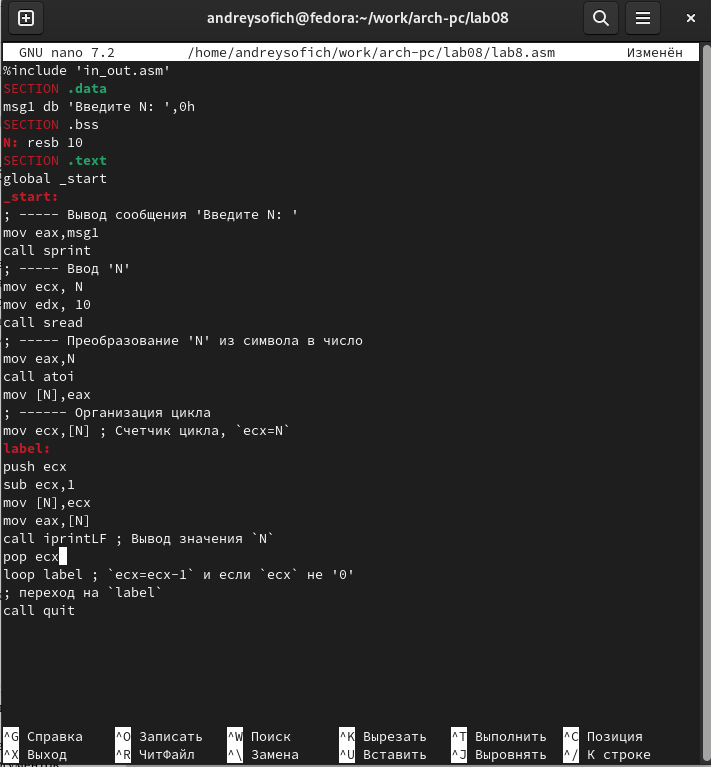 andreysofich@fedora:~/work/arch-pc/lab08
GNU nano 7.2 /home/andreysofich/work/arch-pc/lab08/lab8.asm Изменён
%include 'in_out.asm'
SECTION .data
msg1 db 'Введите N: ',0h
SECTION .bss
N: resb 10
SECTION .text
global _start
_start:
; ----- Вывод сообщения 'Введите N: '
mov eax,msg1
call sprint
; ----- Ввод 'N'
mov ecx, N
mov edx, 10
call sread
; ----- Преобразование 'N' из символа в число
mov eax,N
call atoi
mov [N],eax
; ------ Организация цикла
mov ecx,[N] ; Счетчик цикла, `ecx=N`
label:
push ecx
sub ecx,1
mov [N],ecx
mov eax,[N]
call iprintLF ; Вывод значения `N`
pop ecx
loop label ; `ecx=ecx-1` и если `ecx` не '0'
; переход на `label`
call quit
^G Справка ^O Записать ^W Поиск ^K Вырезать ^T Выполнить ^C Позиция
^X Выход ^R ЧитФайл ^\ Замена ^U Вставить ^J Выровнять ^/ К строке